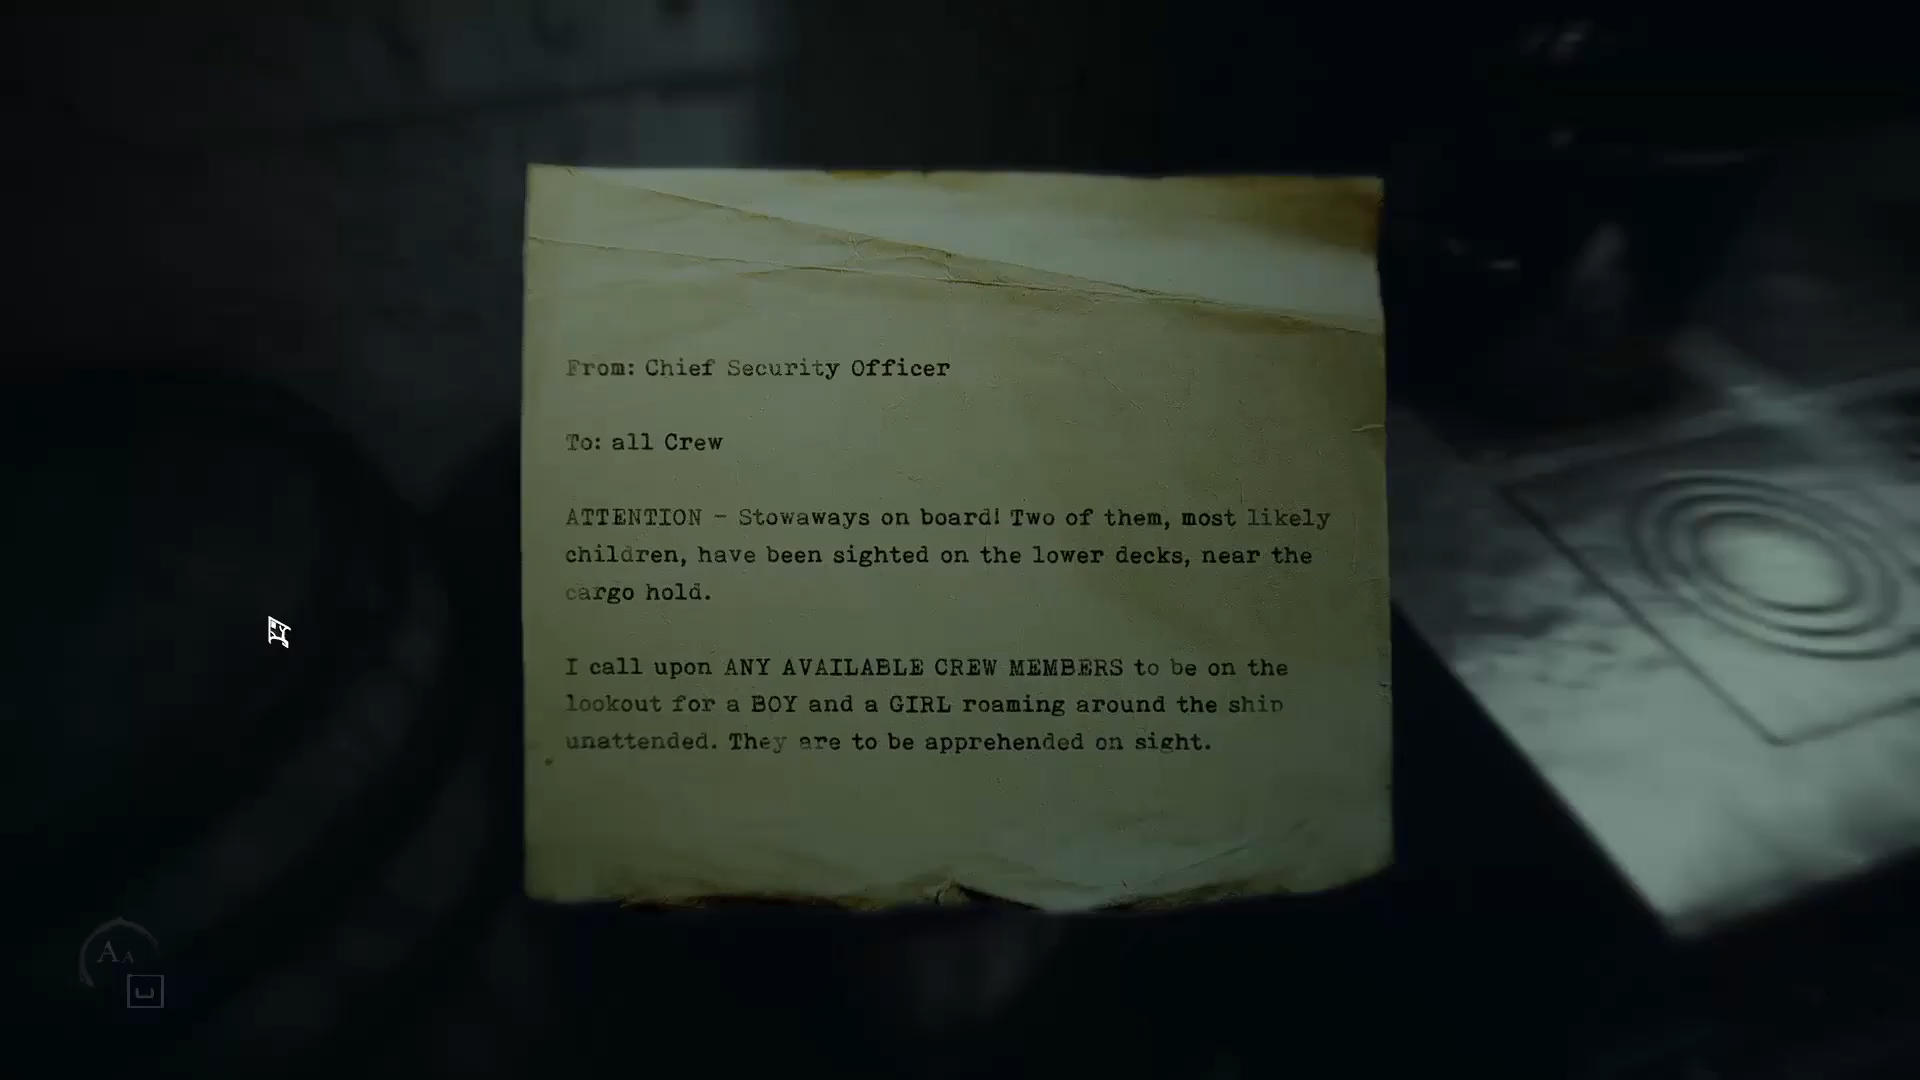 From: Chief Security Officer
To: all Crew
ATTENTION - Stowaways on board! Two of them, most likely
children, have been sighted on the lower decks, near the
cargo hold.
I call upon ANY AVAILABLE CREW MEMBERS to be on the
lookout for a BOY and a GIRL roaming around the ship
unattended. They are to be apprehended on sight.
AA